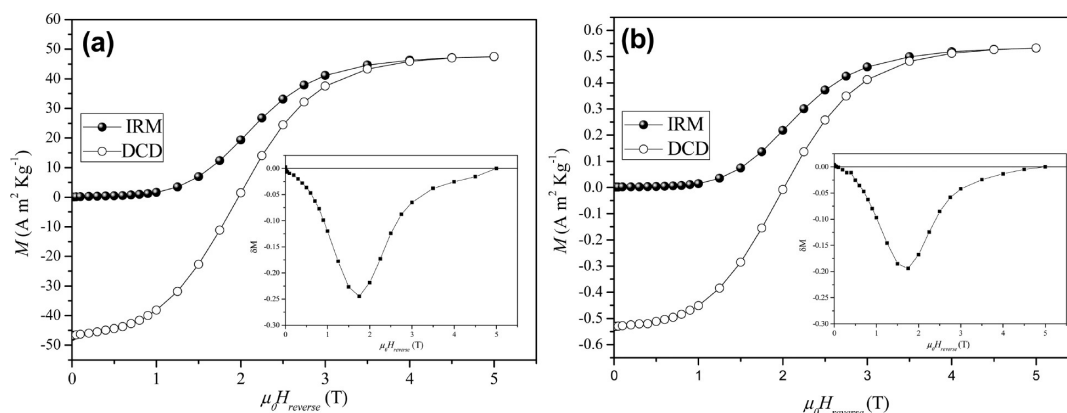 (a)
60
50
40
30
20
10
0
-10
-20
-30
-40
-50
M (A m² Kg⁻¹)
IRM
DCD
0.00
-0.05
-0.10
-0.15
-0.20
-0.25
-0.30
δM
0 1 2 3 4 5
μ₀H_reverse (T)
0 1 2 3 4 5
μ₀H_reverse (T)
(b)
0.6
0.5
0.4
0.3
0.2
0.1
0.0
-0.1
-0.2
-0.3
-0.4
-0.5
-0.6
M (A m² Kg⁻¹)
IRM
DCD
0.00
-0.05
-0.10
-0.15
-0.20
-0.25
-0.30
δM
0 1 2 3 4 5
μ₀H_reverse (T)
0 1 2 3 4 5
μ₀H_reverse (T)